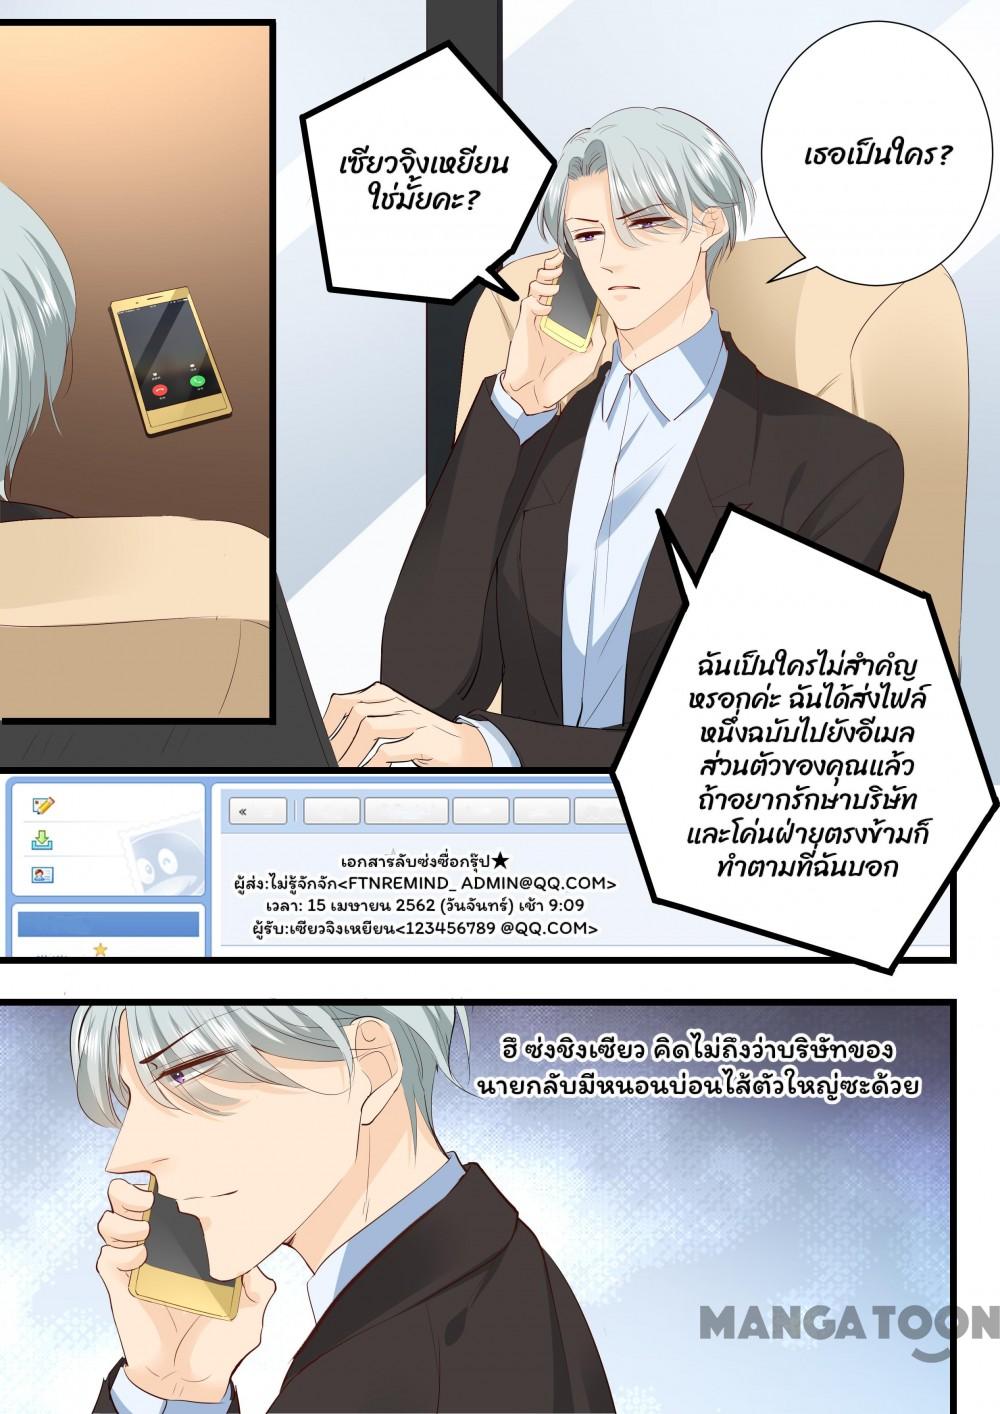 เซียวจิงเหยียน
ใช่มั้ยคะ?
เธอเป็นใคร?
ฉันเป็นใครไม่สำคัญ
หรอกค่ะ ฉันได้ส่งไฟล์
หนึ่งฉบับไปยังอีเมล
ส่วนตัวของคุณแล้ว
ถ้าอยากรักษาบริษัท
และโค่นฝ่ายตรงข้ามก็
ทำตามที่ฉันบอก
«
เอกสารลับซ่งซื่อกรุ๊ป★
ผู้ส่ง:ไม่รู้จักจัก<FTNREMIND_ ADMIN@QQ.COM>
เวลา: 15 เมษายน 2562 (วันจันทร์) เช้า 9:09
ผู้รับ:เซียวจิงเหยียน<123456789 @QQ.COM>
ฮึ ซ่งชิงเซียว คิดไม่ถึงว่าบริษัทของ
นายกลับมีหนอนบ่อนไส้ตัวใหญ่ซะด้วย
MANGATOON